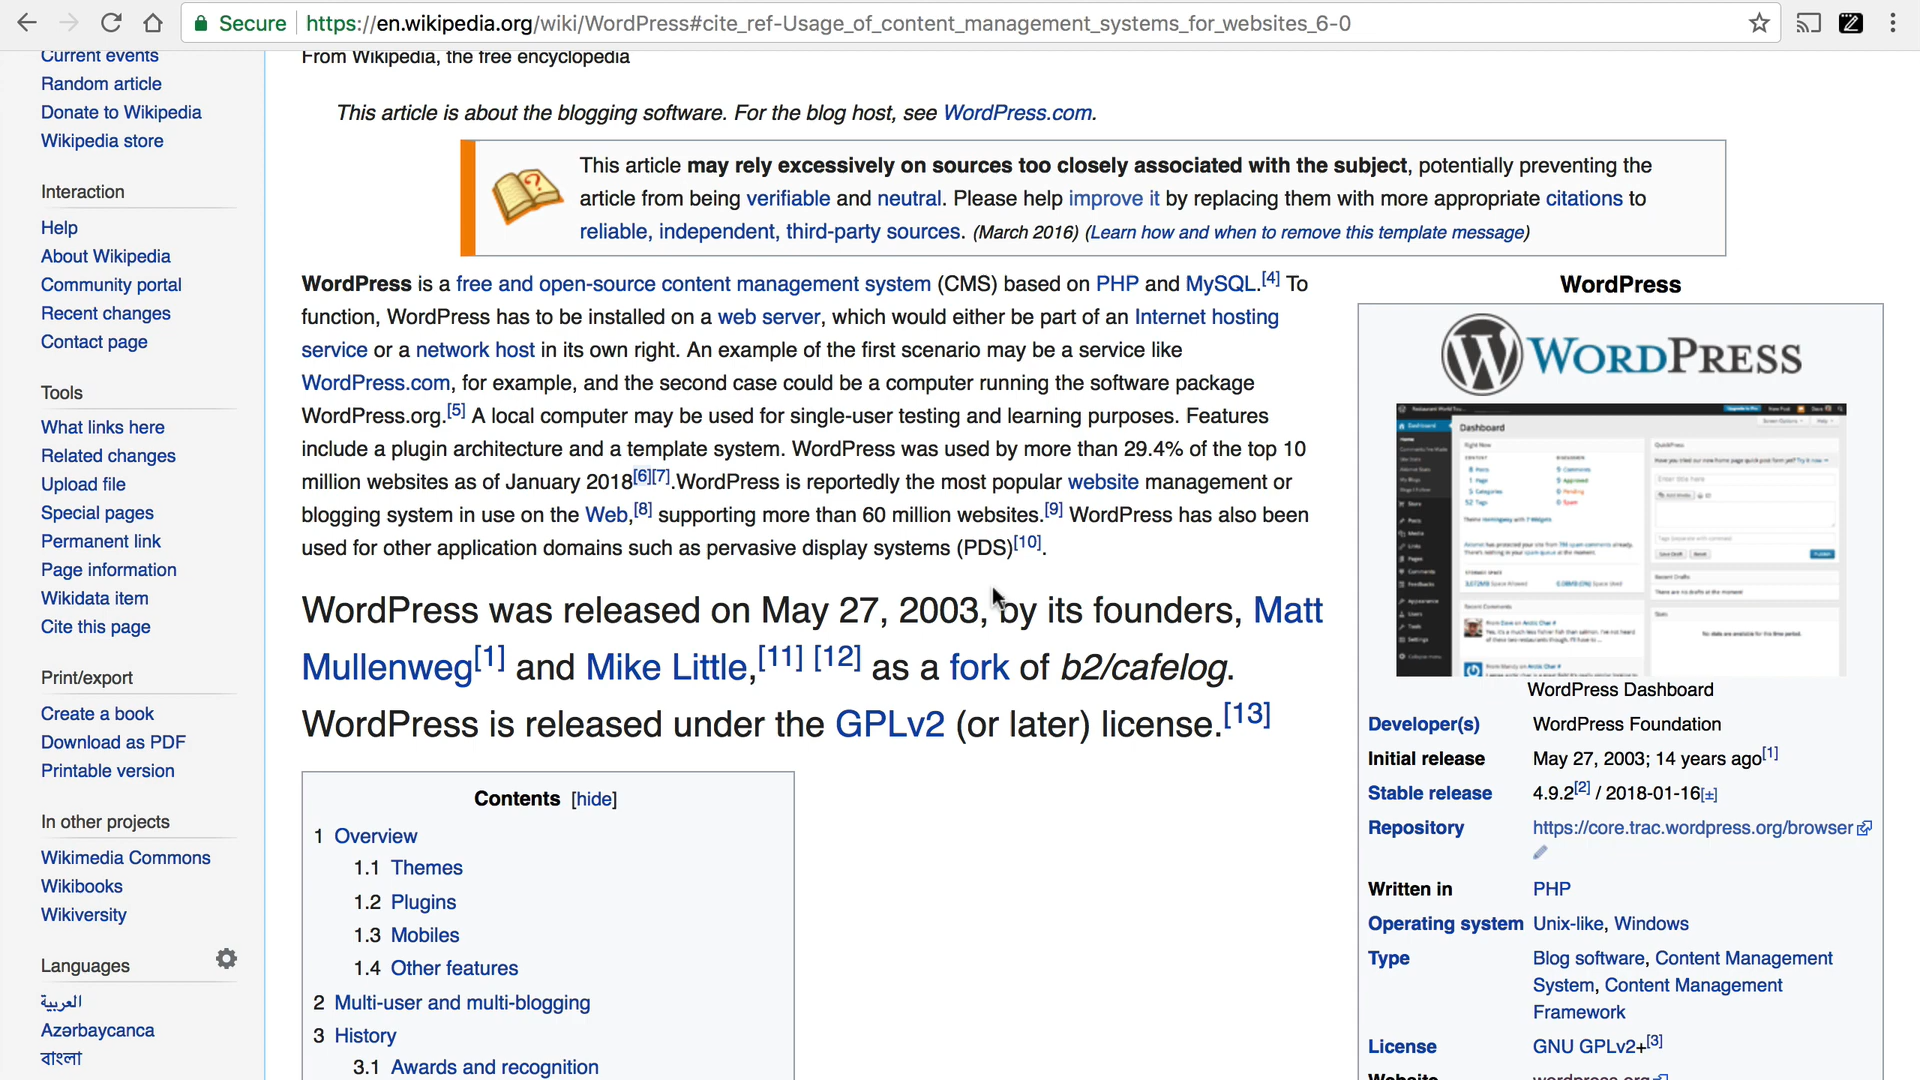 Secure https://en.wikipedia.org/wiki/WordPress#cite_ref-Usage_of_content_management_systems_for_websites_6-0
Current events
Random article
Donate to Wikipedia
Wikipedia store
Interaction
Help
About Wikipedia
Community portal
Recent changes
Contact page
Tools
What links here
Related changes
Upload file
Special pages
Permanent link
Page information
Wikidata item
Cite this page
Print/export
Create a book
Download as PDF
Printable version
In other projects
Wikimedia Commons
Wikibooks
Wikiversity
Languages
العربية
Azərbaycanca
বাংলা
From Wikipedia, the free encyclopedia
This article is about the blogging software. For the blog host, see WordPress.com.
This article may rely excessively on sources too closely associated with the subject, potentially preventing the
article from being verifiable and neutral. Please help improve it by replacing them with more appropriate citations to
reliable, independent, third-party sources. (March 2016) (Learn how and when to remove this template message)
WordPress is a free and open-source content management system (CMS) based on PHP and MySQL.[4] To
function, WordPress has to be installed on a web server, which would either be part of an Internet hosting
service or a network host in its own right. An example of the first scenario may be a service like
WordPress.com, for example, and the second case could be a computer running the software package
WordPress.org.[5] A local computer may be used for single-user testing and learning purposes. Features
include a plugin architecture and a template system. WordPress was used by more than 29.4% of the top 10
million websites as of January 2018[6][7].WordPress is reportedly the most popular website management or
blogging system in use on the Web,[8] supporting more than 60 million websites.[9] WordPress has also been
used for other application domains such as pervasive display systems (PDS)[10].
WordPress was released on May 27, 2003, by its founders, Matt
Mullenweg[1] and Mike Little,[11] [12] as a fork of b2/cafelog.
WordPress is released under the GPLv2 (or later) license.[13]
Contents [hide]
1 Overview
1.1 Themes
1.2 Plugins
1.3 Mobiles
1.4 Other features
2 Multi-user and multi-blogging
3 History
3.1 Awards and recognition
WordPress
WORDPRESS
Dashboard
WordPress Dashboard
Developer(s) WordPress Foundation
Initial release May 27, 2003; 14 years ago[1]
Stable release 4.9.2[2] / 2018-01-16[±]
Repository https://core.trac.wordpress.org/browser
Written in PHP
Operating system Unix-like, Windows
Type Blog software, Content Management
System, Content Management
Framework
License GNU GPLv2+[3]
Website wordpress.org